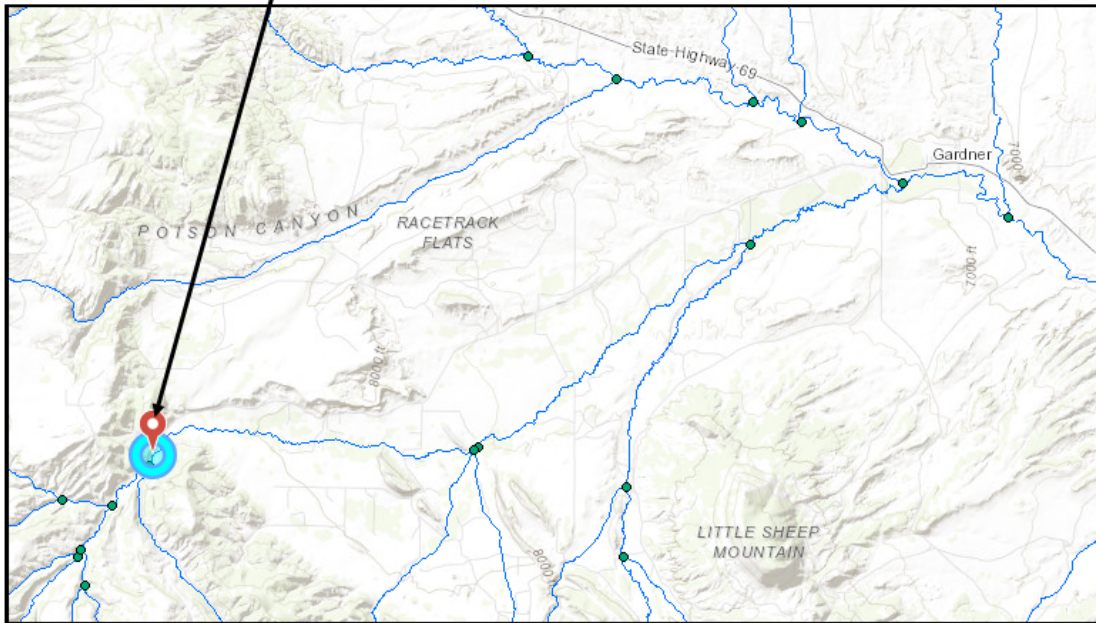 State Highway 69
Gardner
7000 ft
POISON CANYON
RACETRACK
FLATS
7000 ft
8000 ft
LITTLE SHEEP
MOUNTAIN
8000 ft